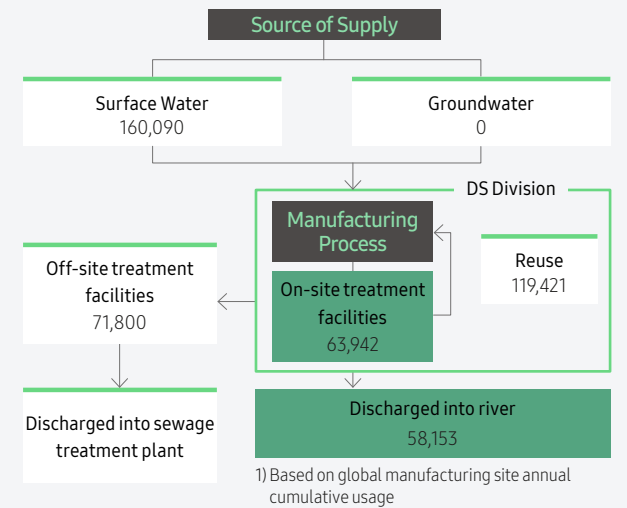 Source of Supply
Surface Water
160,090
Groundwater
0
DS Division
Manufacturing
Process
Reuse
119,421
On-site treatment
facilities
63,942
Off-site treatment
facilities
71,800
Discharged into sewage
treatment plant
Discharged into river
58,153
1) Based on global manufacturing site annual
cumulative usage